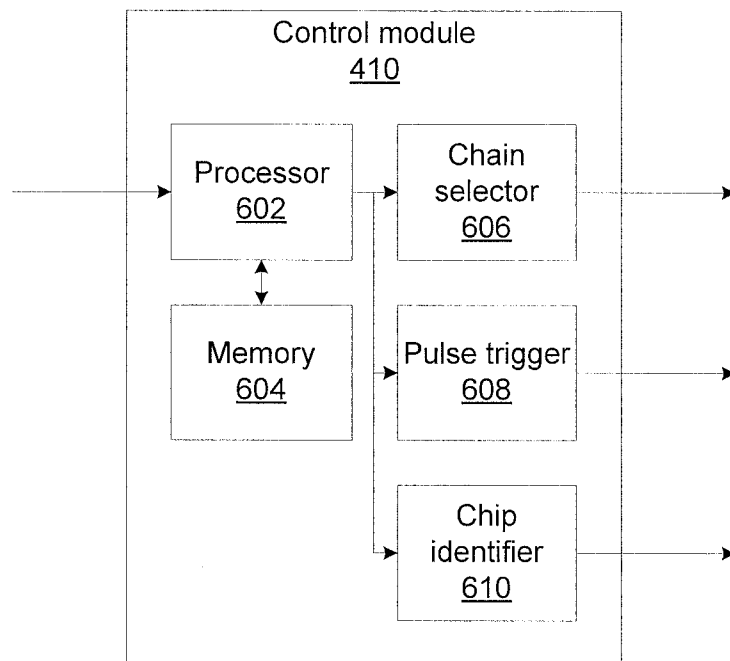 Control module
410
Processor
602
Chain
selector
606
Memory
604
Pulse trigger
608
Chip
identifier
610